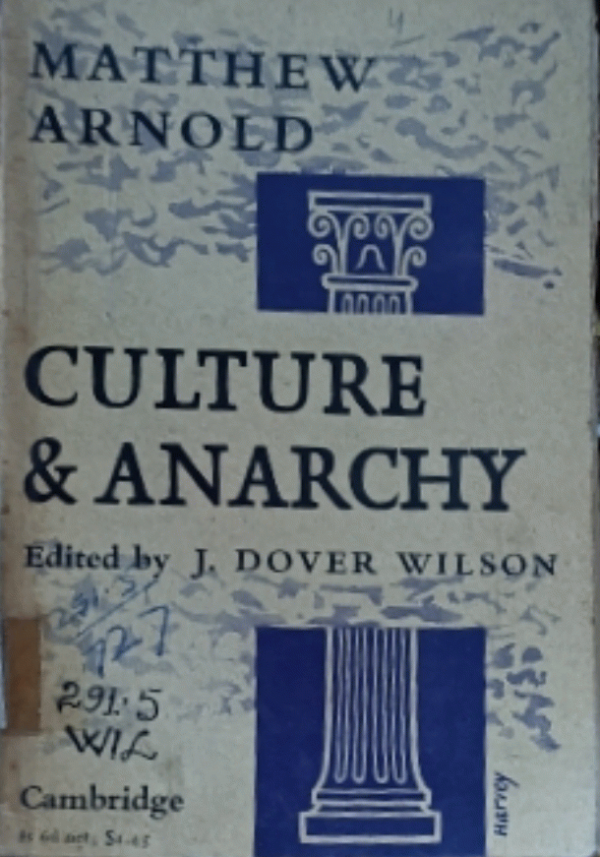 MATTHEW
ARNOLD
CULTURE
& ANARCHY
Edited by J. DOVER WILSON
291.5
WIL
Cambridge
Harvey